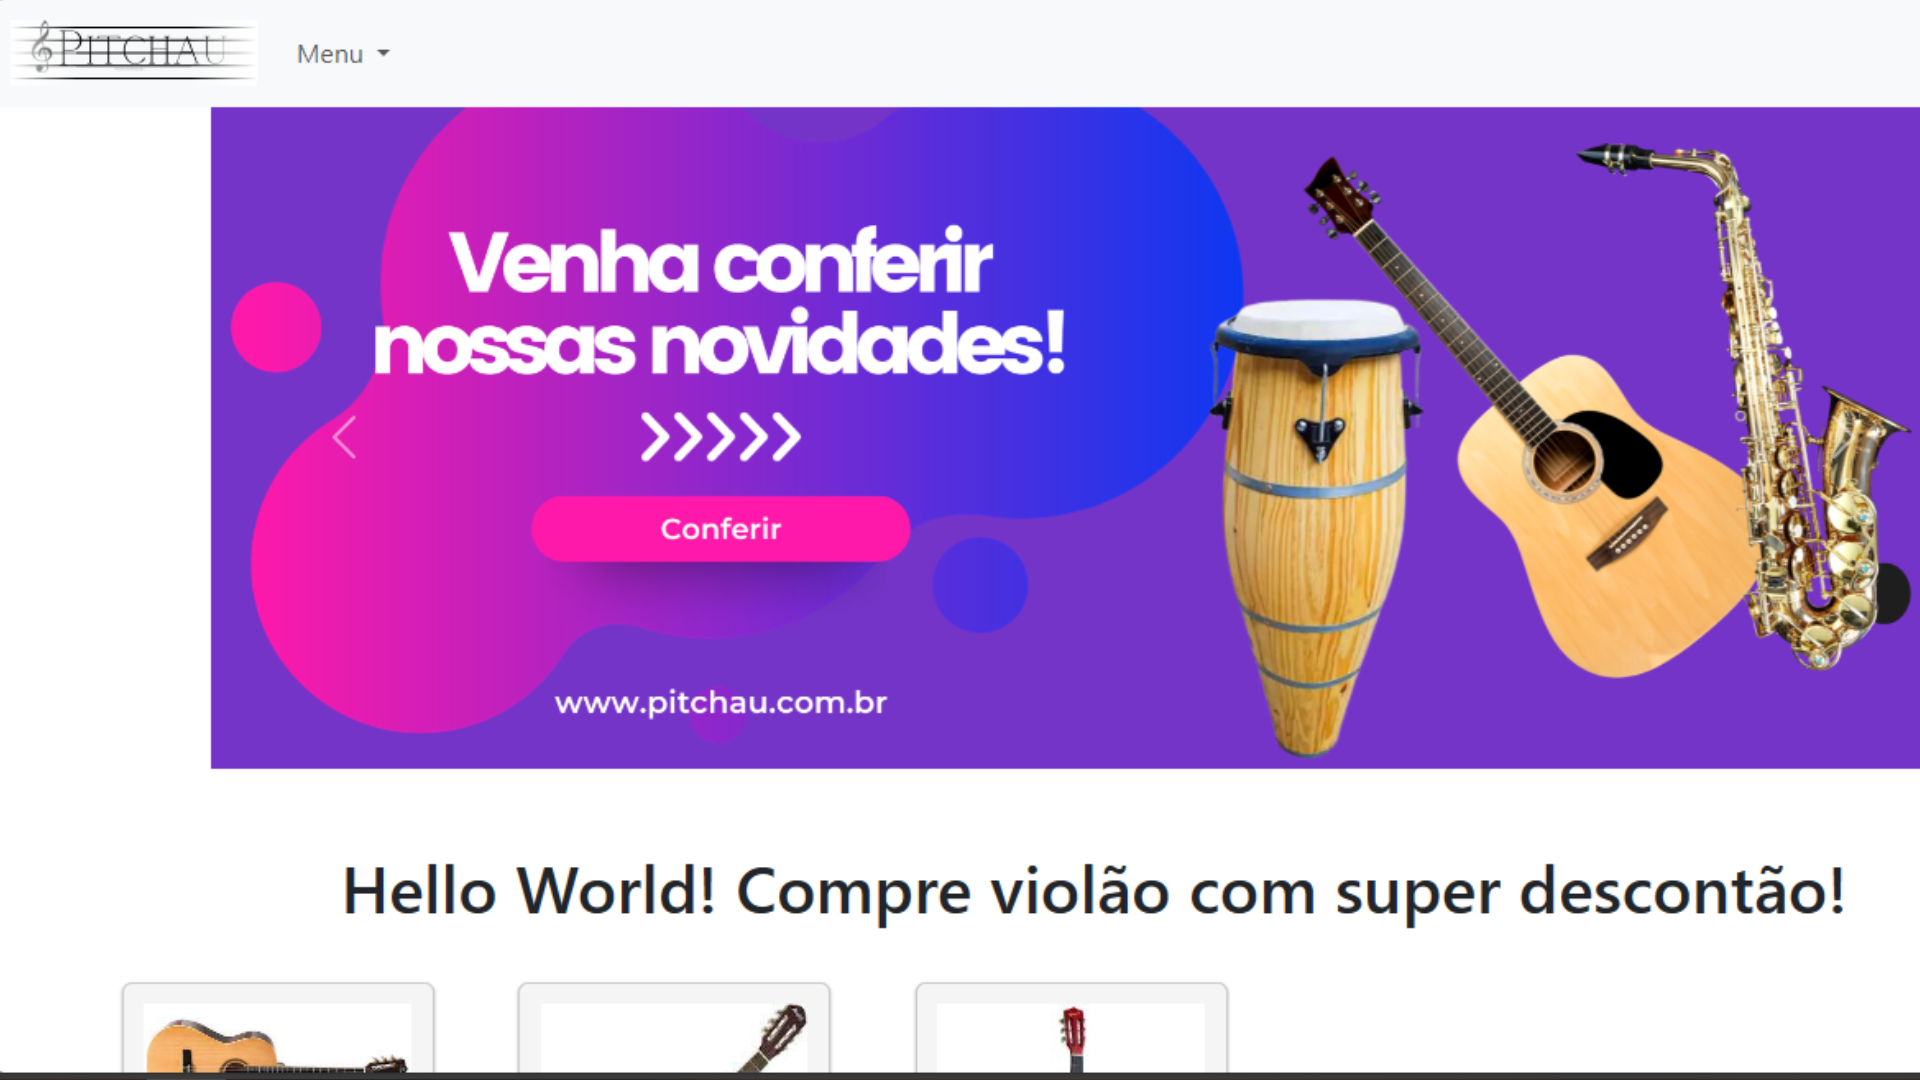 PITCHAU
Menu
Venha conferir
nossas novidades!
Conferir
www.pitchau.com.br
Hello World! Compre violão com super descontão!